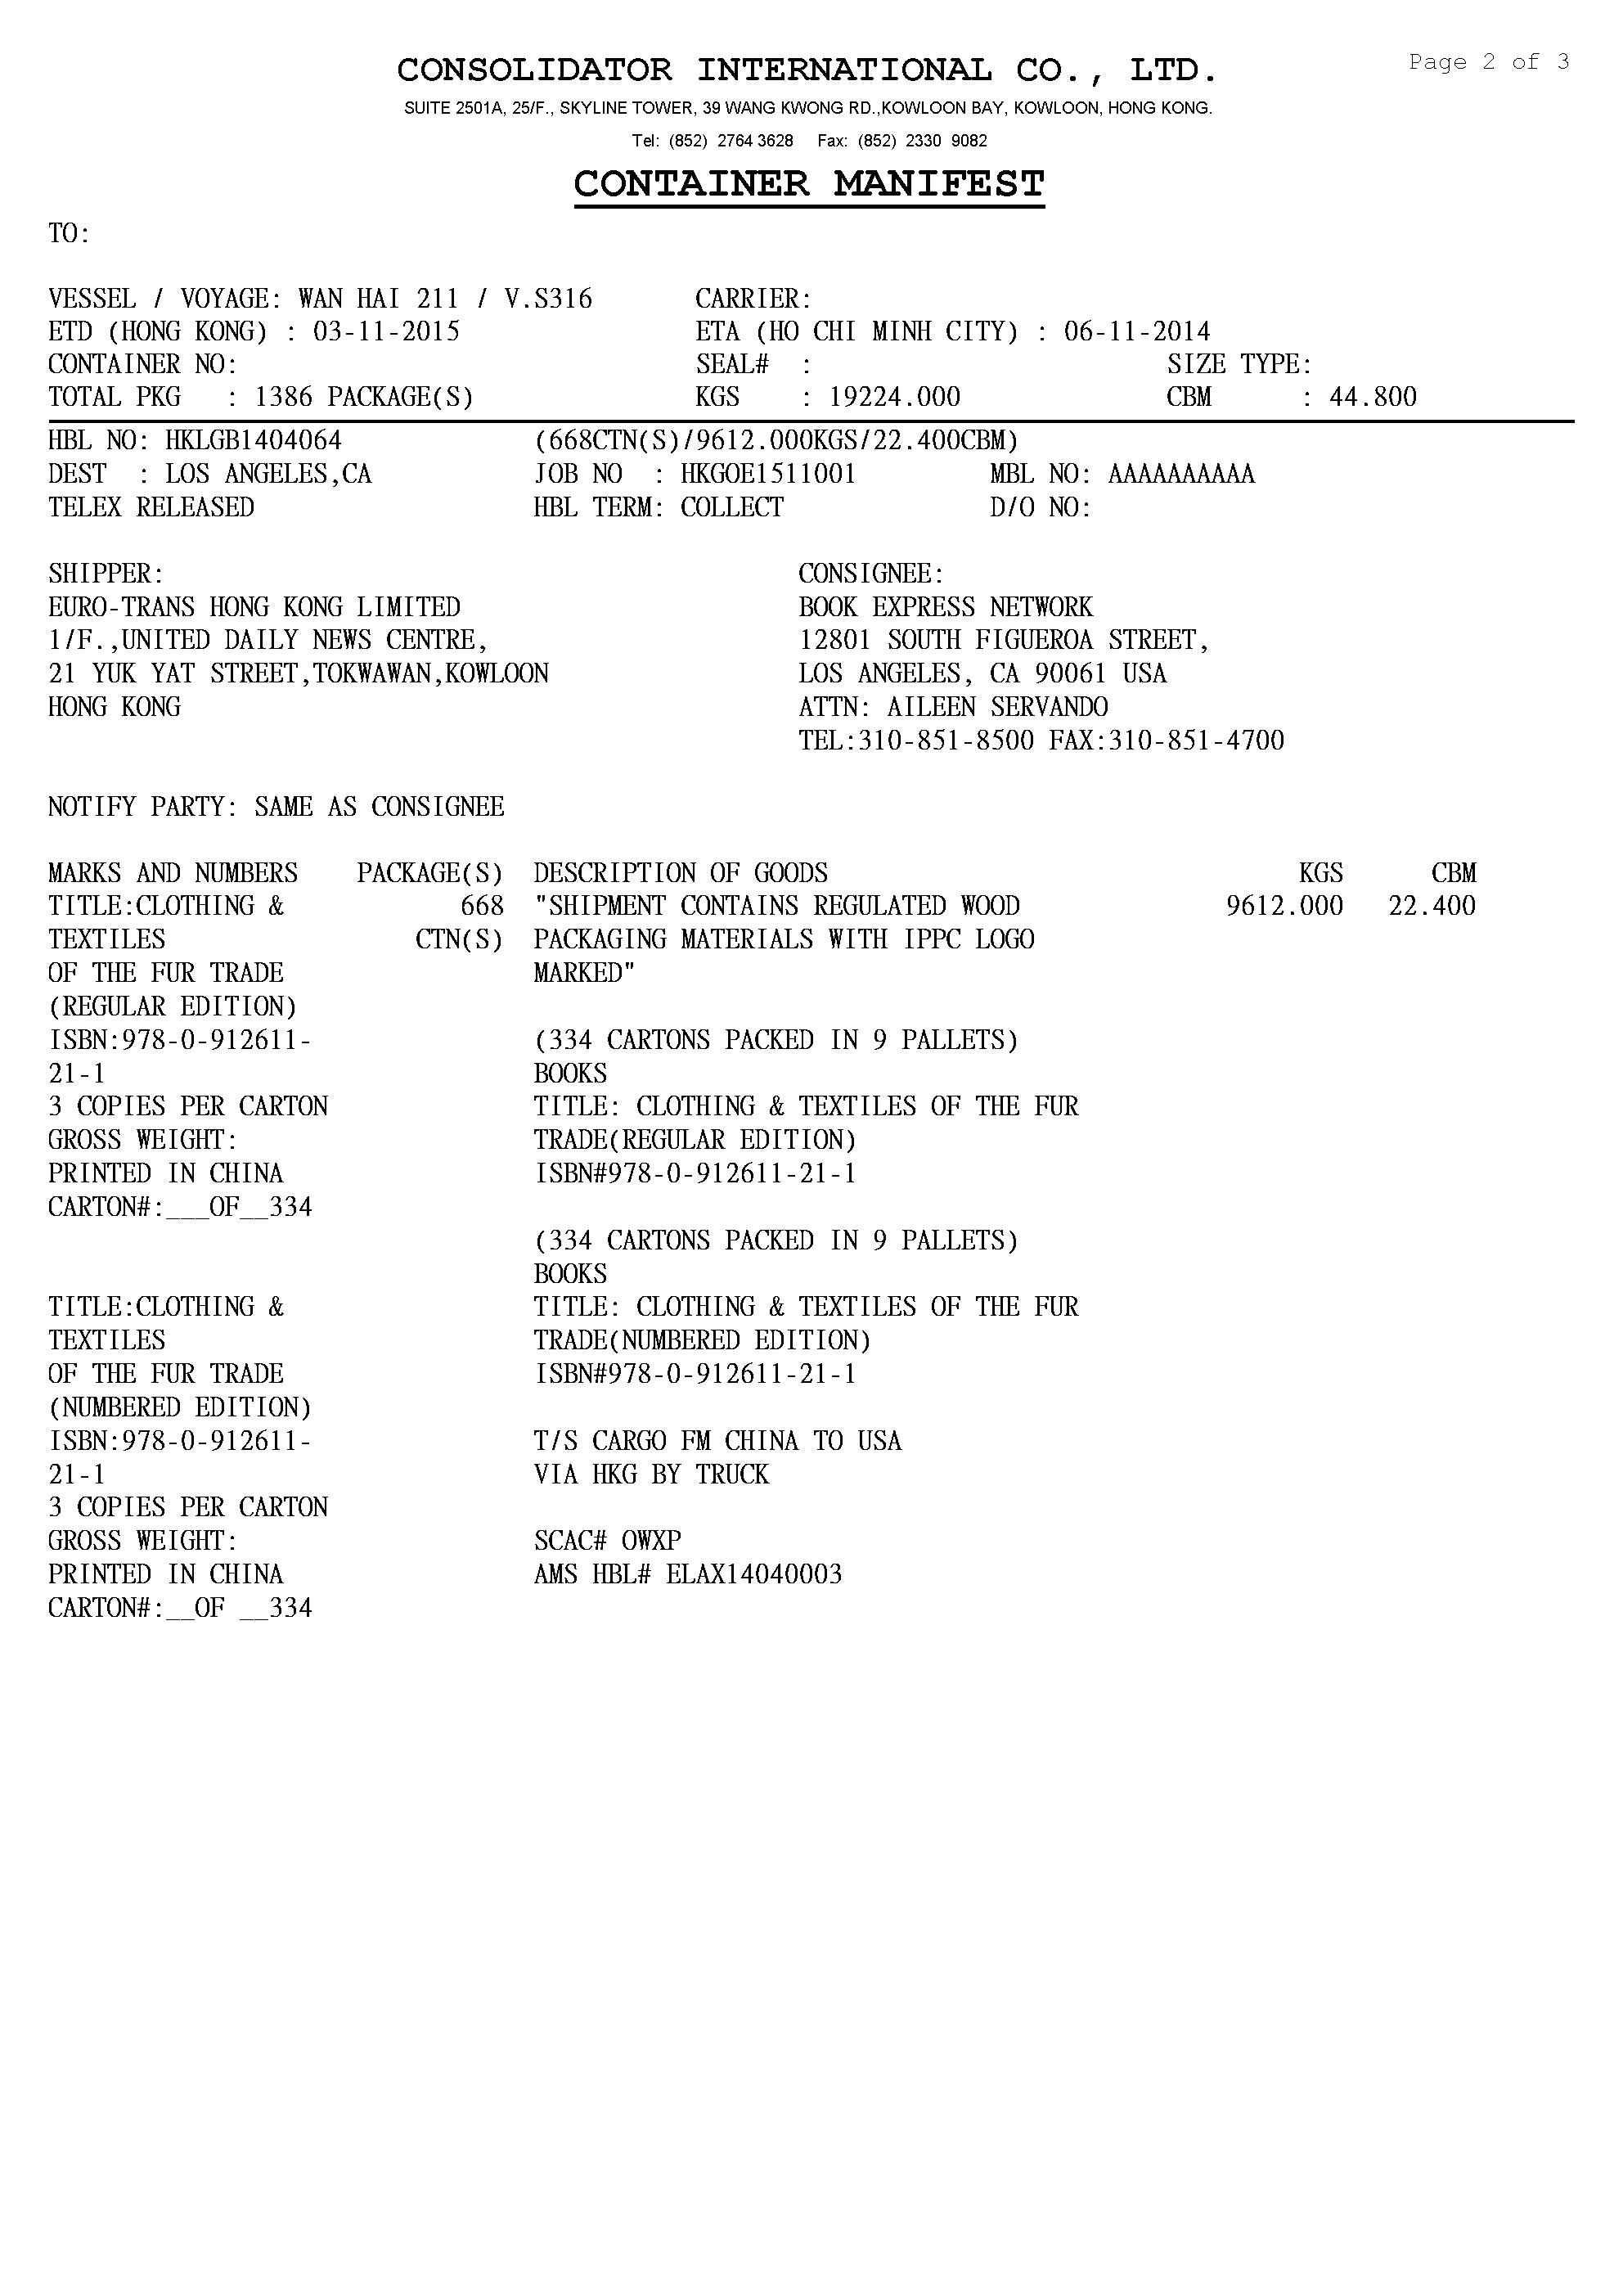 Page 2 of 3
CONSOLIDATOR INTERNATIONAL CO., LTD.
SUITE 2501A, 25/F., SKYLINE TOWER, 39 WANG KWONG RD.,KOWLOON BAY, KOWLOON, HONG KONG.
Tel: (852) 2764 3628 Fax: (852) 2330 9082
CONTAINER MANIFEST
TO:
VESSEL / VOYAGE: WAN HAI 211 / V.S316 CARRIER:
ETD (HONG KONG) : 03-11-2015 ETA (HO CHI MINH CITY) : 06-11-2014
CONTAINER NO: SEAL# : SIZE TYPE:
TOTAL PKG : 1386 PACKAGE(S) KGS : 19224.000 CBM : 44.800
HBL NO: HKLGB1404064 (668CTN(S)/9612.000KGS/22.400CBM)
DEST : LOS ANGELES,CA JOB NO : HKGOE1511001 MBL NO: AAAAAAAAAA
TELEX RELEASED HBL TERM: COLLECT D/O NO:
SHIPPER: CONSIGNEE:
EURO-TRANS HONG KONG LIMITED BOOK EXPRESS NETWORK
1/F.,UNITED DAILY NEWS CENTRE, 12801 SOUTH FIGUEROA STREET,
21 YUK YAT STREET,TOKWAWAN,KOWLOON LOS ANGELES, CA 90061 USA
HONG KONG ATTN: AILEEN SERVANDO
TEL:310-851-8500 FAX:310-851-4700
NOTIFY PARTY: SAME AS CONSIGNEE
MARKS AND NUMBERS PACKAGE(S) DESCRIPTION OF GOODS KGS CBM
TITLE:CLOTHING & 668 "SHIPMENT CONTAINS REGULATED WOOD 9612.000 22.400
TEXTILES CTN(S) PACKAGING MATERIALS WITH IPPC LOGO
OF THE FUR TRADE MARKED"
(REGULAR EDITION)
ISBN:978-0-912611- (334 CARTONS PACKED IN 9 PALLETS)
21-1 BOOKS
3 COPIES PER CARTON TITLE: CLOTHING & TEXTILES OF THE FUR
GROSS WEIGHT: TRADE(REGULAR EDITION)
PRINTED IN CHINA ISBN#978-0-912611-21-1
CARTON#:___OF__334
(334 CARTONS PACKED IN 9 PALLETS)
BOOKS
TITLE:CLOTHING & TITLE: CLOTHING & TEXTILES OF THE FUR
TEXTILES TRADE(NUMBERED EDITION)
OF THE FUR TRADE ISBN#978-0-912611-21-1
(NUMBERED EDITION)
ISBN:978-0-912611- T/S CARGO FM CHINA TO USA
21-1 VIA HKG BY TRUCK
3 COPIES PER CARTON
GROSS WEIGHT: SCAC# OWXP
PRINTED IN CHINA AMS HBL# ELAX14040003
CARTON#:__OF __334